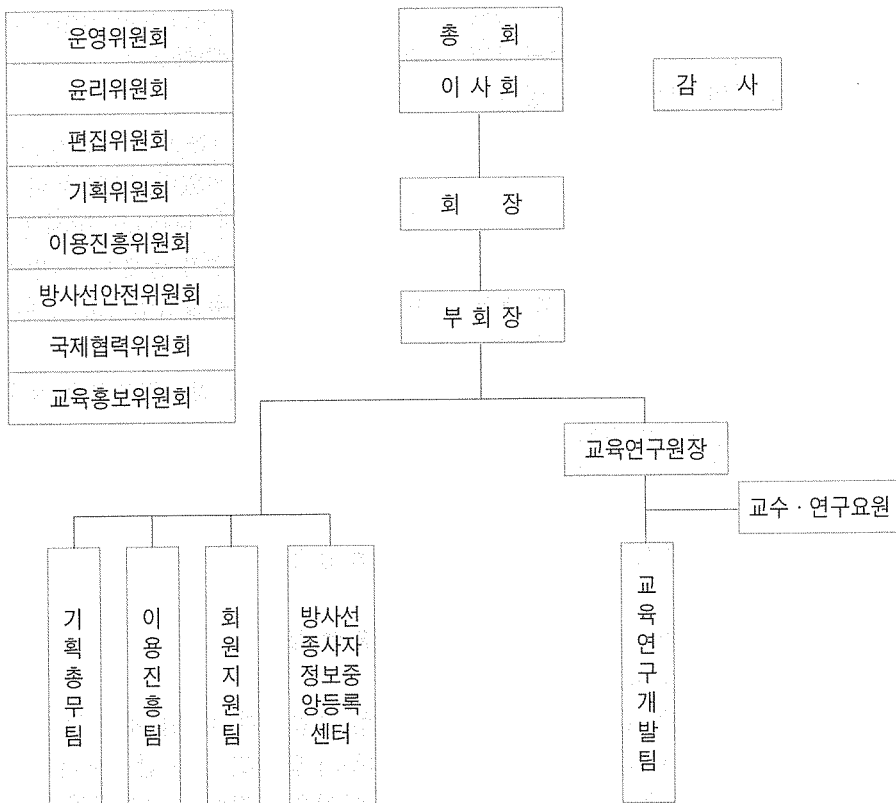 운영위원회
윤리위원회
편집위원회
기획위원회
이용진흥위원회
방사선안전위원회
국제협력위원회
교육홍보위원회
총 회
이 사 회
감 사
회 장
부 회 장
교육연구원장
교수 · 연구요원
기획총무팀
이용진흥팀
회원지원팀
방사선
종사자
정보중
앙등록
센터
교육연구개발팀